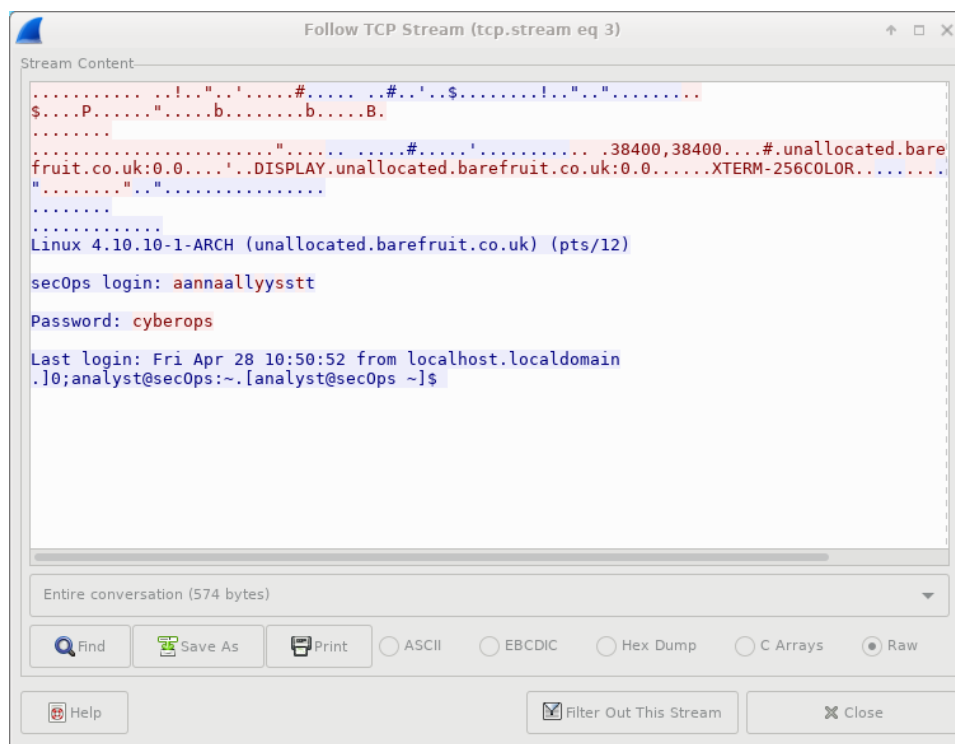 Follow TCP Stream (tcp.stream eq 3)
Stream Content
........... ..!.."..'.....#..... ..#..'..$........!.."..".........
$....P......".....b........b.....B.
........
.........................".....  .. .....#.....'......... .. .38400,38400....#.unallocated.bare
fruit.co.uk:0.0....'..DISPLAY.unallocated.barefruit.co.uk:0.0......XTERM-256COLOR.........
"........".."................
........
.............
Linux 4.10.10-1-ARCH (unallocated.barefruit.co.uk) (pts/12)
secOps login: aannaallyysstt
Password: cyberops
Last login: Fri Apr 28 10:50:52 from localhost.localdomain
.]0;analyst@secOps:~.[analyst@secOps ~]$
Entire conversation (574 bytes)
Find Save As Print ASCII EBCDIC Hex Dump C Arrays Raw
Help Filter Out This Stream Close